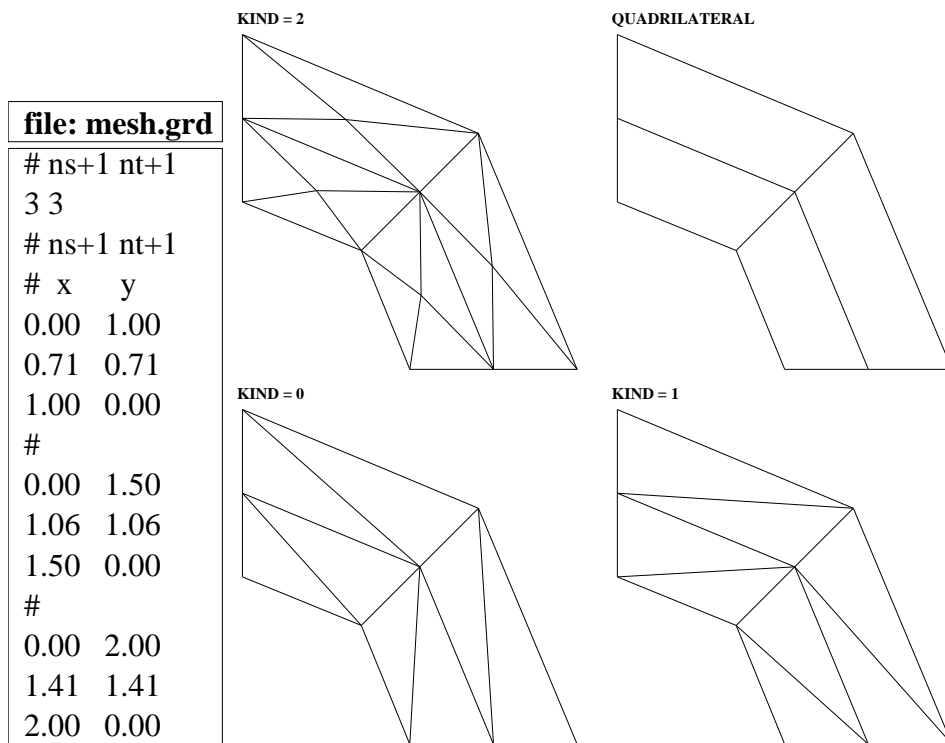 KIND = 2
QUADRILATERAL
file: mesh.grd
# ns+1 nt+1
3 3
# ns+1 nt+1
# x y
0.00 1.00
0.71 0.71
1.00 0.00
#
0.00 1.50
1.06 1.06
1.50 0.00
#
0.00 2.00
1.41 1.41
2.00 0.00
KIND = 0
KIND = 1